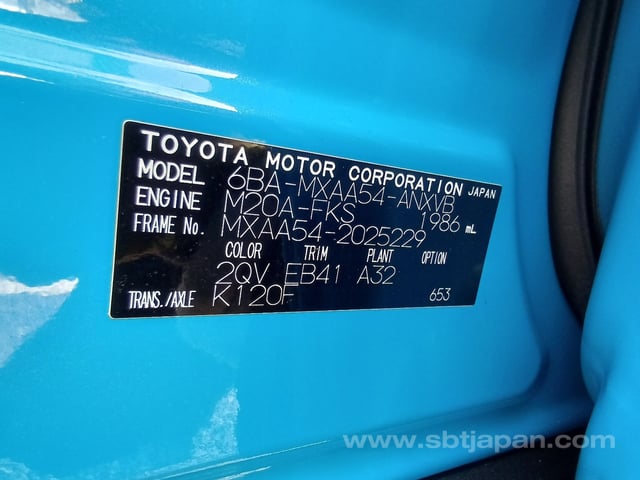 TOYOTA MOTOR CORPORATION JAPAN
MODEL 6BA-MXAA54-ANXVB
ENGINE M20A-FKS 1986 mL
FRAME No. MXAA54-2025229
COLOR TRIM PLANT OPTION
2QV EB41 A32
TRANS./AXLE K120F 653
www.sbtjapan.com